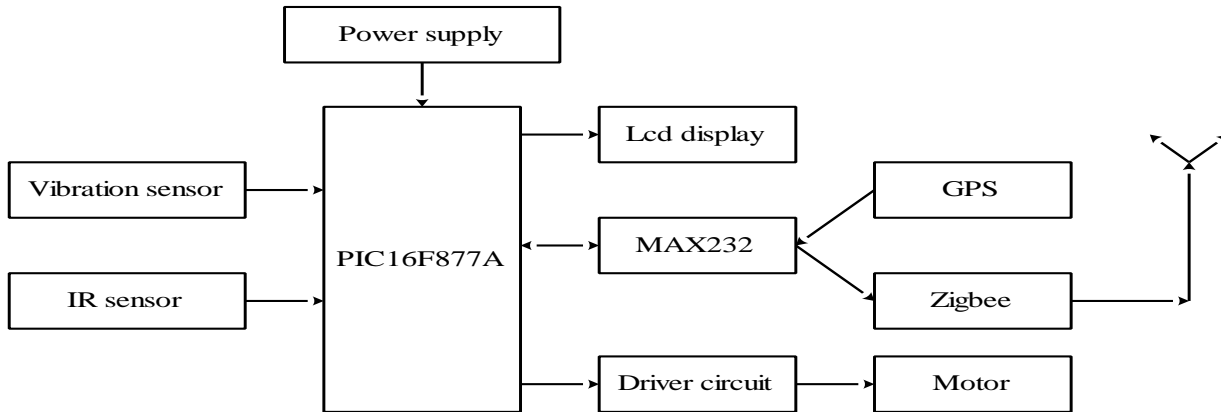 Power supply
Lcd display
Vibration sensor
GPS
PIC16F877A
MAX232
IR sensor
Zigbee
Driver circuit
Motor